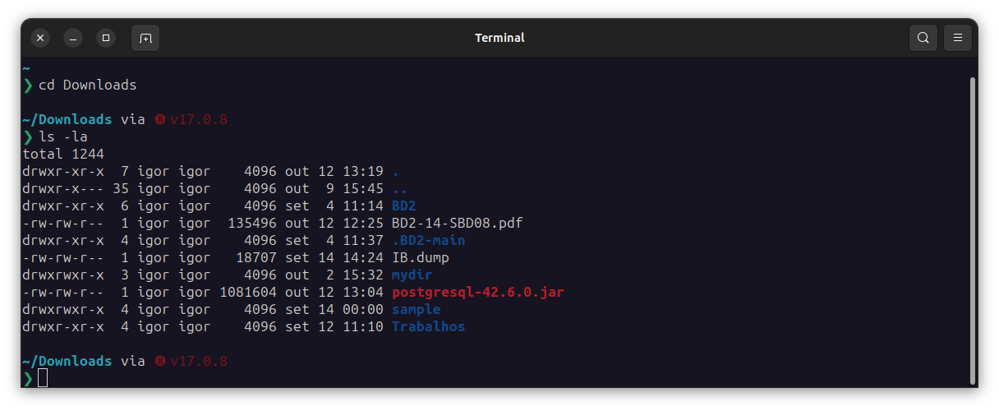 Terminal
~
❯ cd Downloads
~/Downloads via v17.0.8
❯ ls -la
total 1244
drwxr-xr-x  7 igor igor    4096 out 12 13:19 .
drwxr-x--- 35 igor igor    4096 out  9 15:45 ..
drwxr-xr-x  6 igor igor    4096 set  4 11:14 BD2
-rw-rw-r--  1 igor igor  135496 out 12 12:25 BD2-14-SBD08.pdf
drwxr-xr-x  4 igor igor    4096 set  4 11:37 .BD2-main
-rw-rw-r--  1 igor igor   18707 set 14 14:24 IB.dump
drwxrwxr-x  3 igor igor    4096 out  2 15:32 mydir
-rw-rw-r--  1 igor igor 1081604 out 12 13:04 postgresql-42.6.0.jar
drwxrwxr-x  4 igor igor    4096 set 14 00:00 sample
drwxr-xr-x  4 igor igor    4096 set 12 11:10 Trabalhos
~/Downloads via v17.0.8
❯